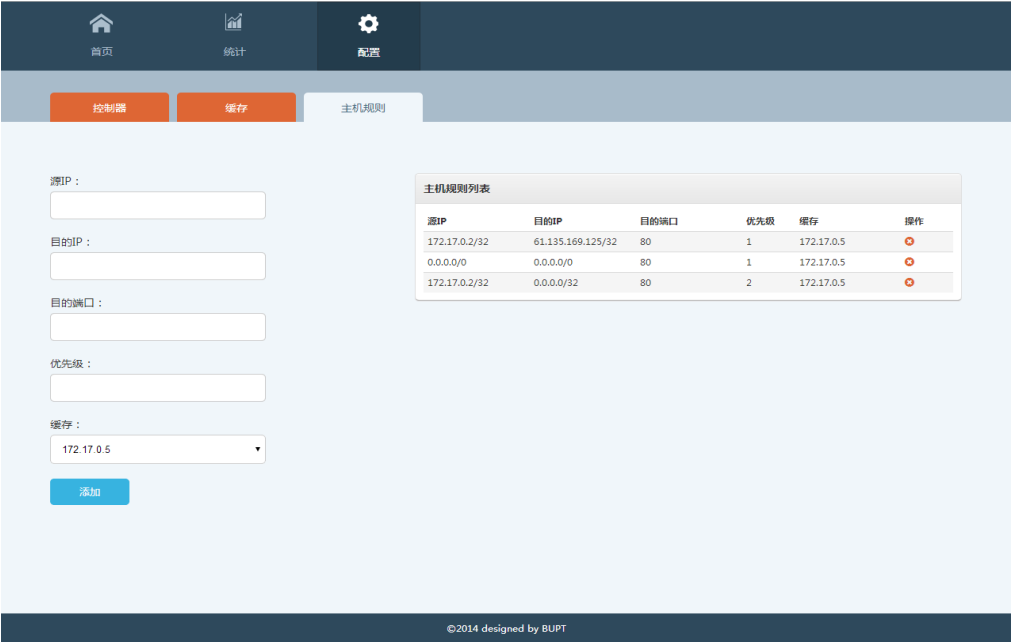 首页 统计 配置
控制器 缓存 主机规则
源IP：
目的IP：
目的端口：
优先级：
缓存：
172.17.0.5
添加
主机规则列表
源IP 目的IP 目的端口 优先级 缓存 操作
172.17.0.2/32 61.135.169.125/32 80 1 172.17.0.5
0.0.0.0/0 0.0.0.0/0 80 1 172.17.0.5
172.17.0.2/32 0.0.0.0/32 80 2 172.17.0.5
©2014 designed by BUPT